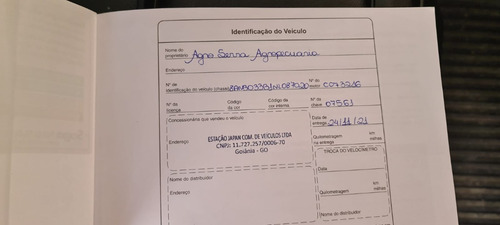 Identificação do Veículo
Nome do
proprietário Agro Serra Agropecuaria
Endereço
Nº de Nº do
identificação do veículo (chassi) motor C073216
Nº da Código Código da Nº da
licença da cor cor interna chave 07561
Concessionária que vendeu o veículo Data de
entrega 24/11/21
Endereço ESTAÇÃO JAPAN COM. DE VEICULOS LTDA Quilometragem km
CNPJ: 11.727.257/0006-70 na entrega milhas
Goiânia - GO TROCA DO VELOCÍMETRO
Data
Nome do distribuidor
Endereço Quilometragem km
milhas
Nome do distribuidor